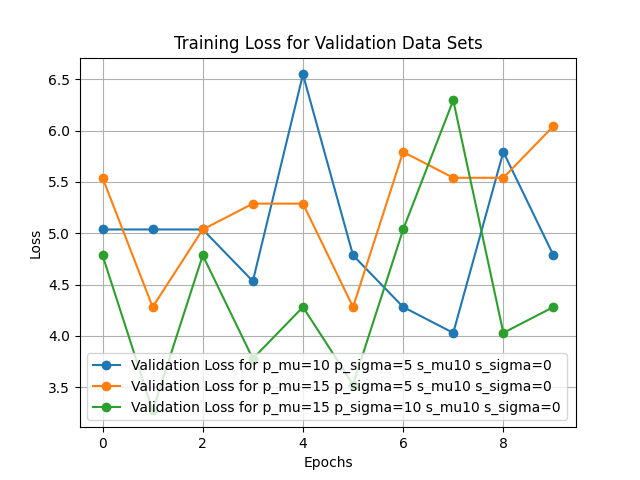 Training Loss for Validation Data Sets
6.5
6.0
5.5
5.0
4.5
4.0
3.5
Loss
Validation Loss for p_mu=10 p_sigma=5 s_mu10 s_sigma=0
Validation Loss for p_mu=15 p_sigma=5 s_mu10 s_sigma=0
Validation Loss for p_mu=15 p_sigma=10 s_mu10 s_sigma=0
0 2 4 6 8
Epochs